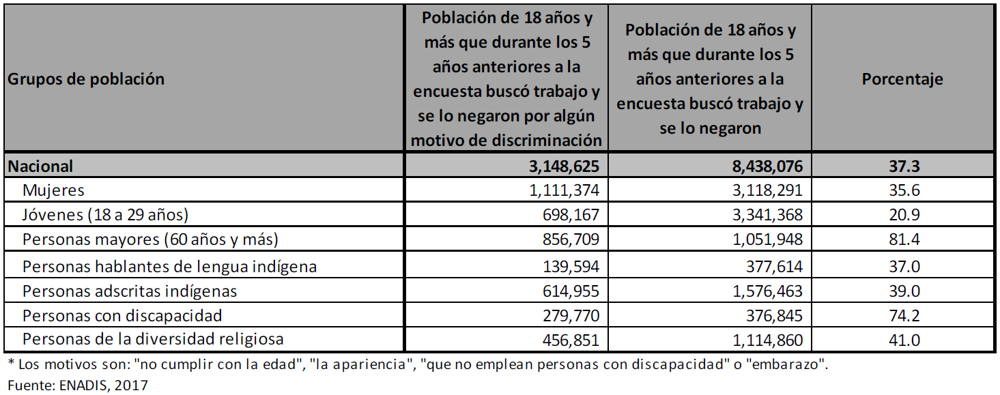 Grupos de población
Población de 18 años y
más que durante los 5
años anteriores a la
encuesta buscó trabajo y
se lo negaron por algún
motivo de discriminación
Población de 18 años y
más que durante los 5
años anteriores a la
encuesta buscó trabajo y
se lo negaron
Porcentaje
Nacional 3,148,625 8,438,076 37.3
Mujeres 1,111,374 3,118,291 35.6
Jóvenes (18 a 29 años) 698,167 3,341,368 20.9
Personas mayores (60 años y más) 856,709 1,051,948 81.4
Personas hablantes de lengua indígena 139,594 377,614 37.0
Personas adscritas indígenas 614,955 1,576,463 39.0
Personas con discapacidad 279,770 376,845 74.2
Personas de la diversidad religiosa 456,851 1,114,860 41.0
* Los motivos son: "no cumplir con la edad", "la apariencia", "que no emplean personas con discapacidad" o "embarazo".
Fuente: ENADIS, 2017